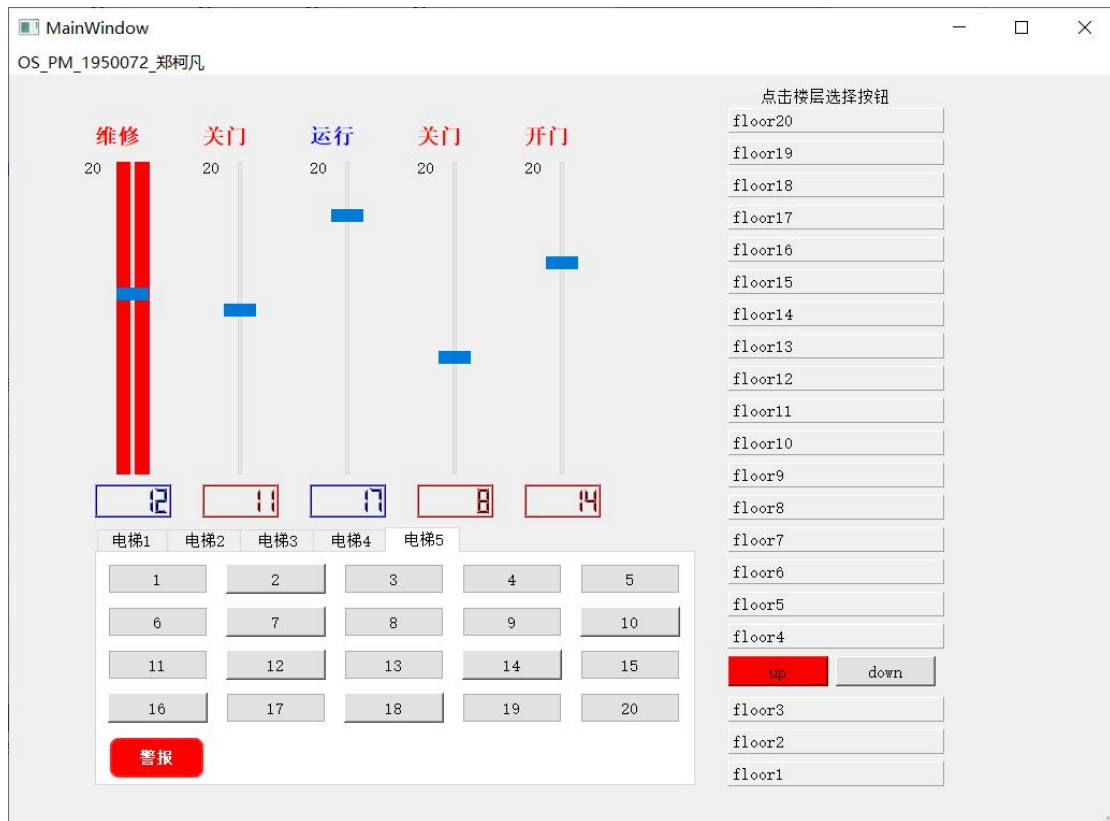 MainWindow
OS_PM_1950072_郑柯凡
点击楼层选择按钮
维修 关门 运行 关门 开门
20 20 20 20 20
12 11 17 8 14
电梯1 电梯2 电梯3 电梯4 电梯5
1 2 3 4 5
6 7 8 9 10
11 12 13 14 15
16 17 18 19 20
警报
floor20
floor19
floor18
floor17
floor16
floor15
floor14
floor13
floor12
floor11
floor10
floor9
floor8
floor7
floor6
floor5
floor4
up down
floor3
floor2
floor1